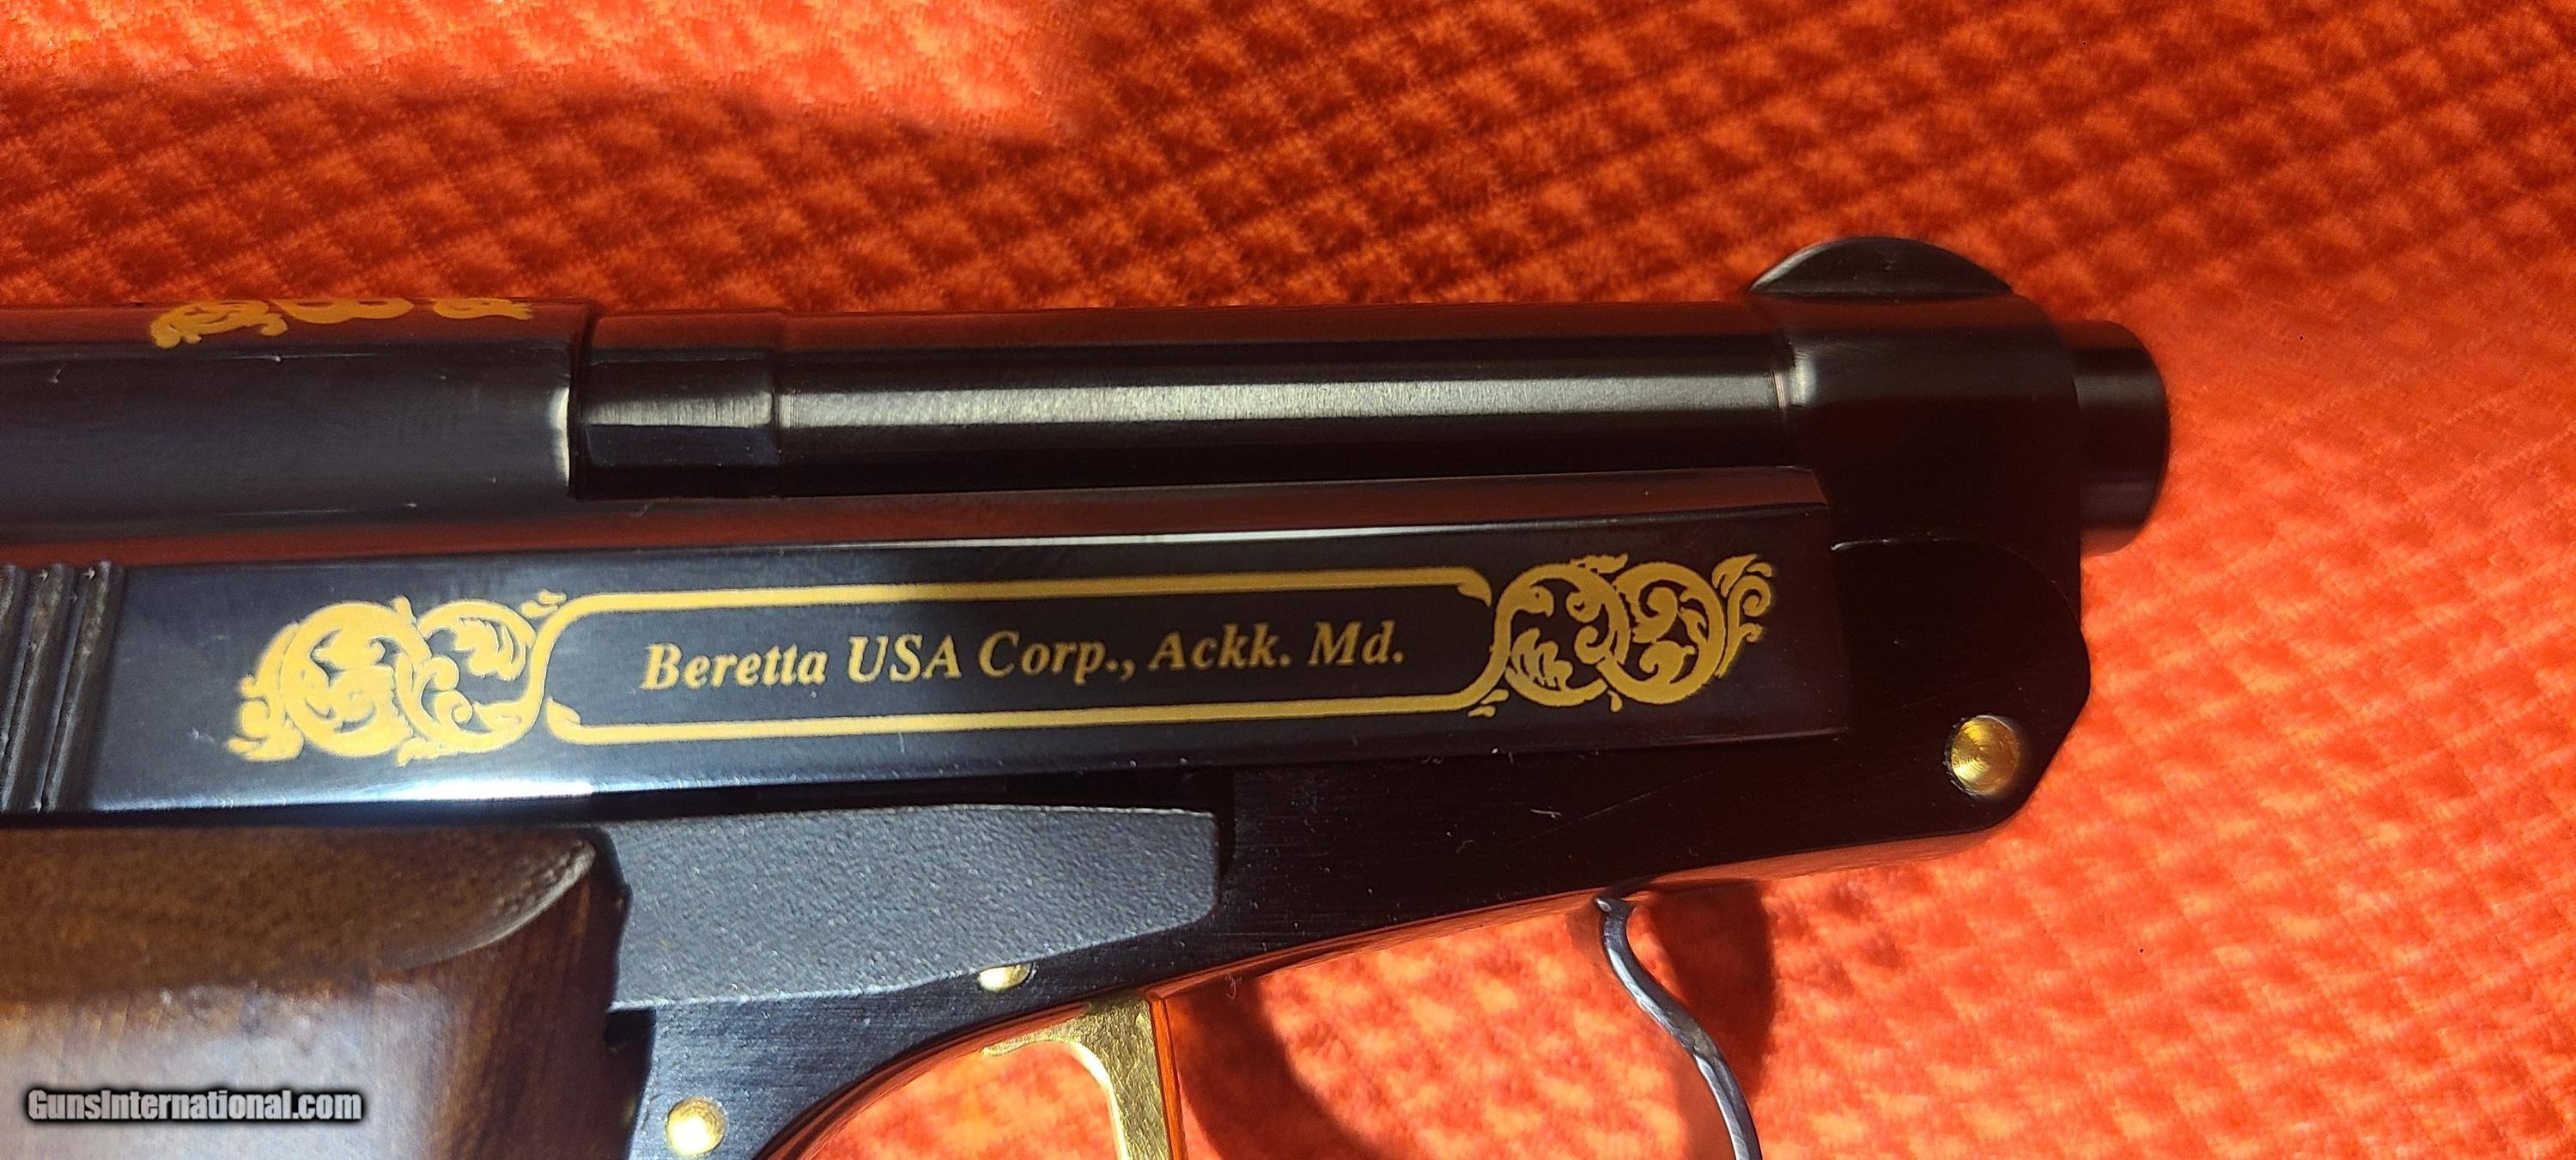 Beretta USA Corp., Ackk. Md.
GunsInternational.com